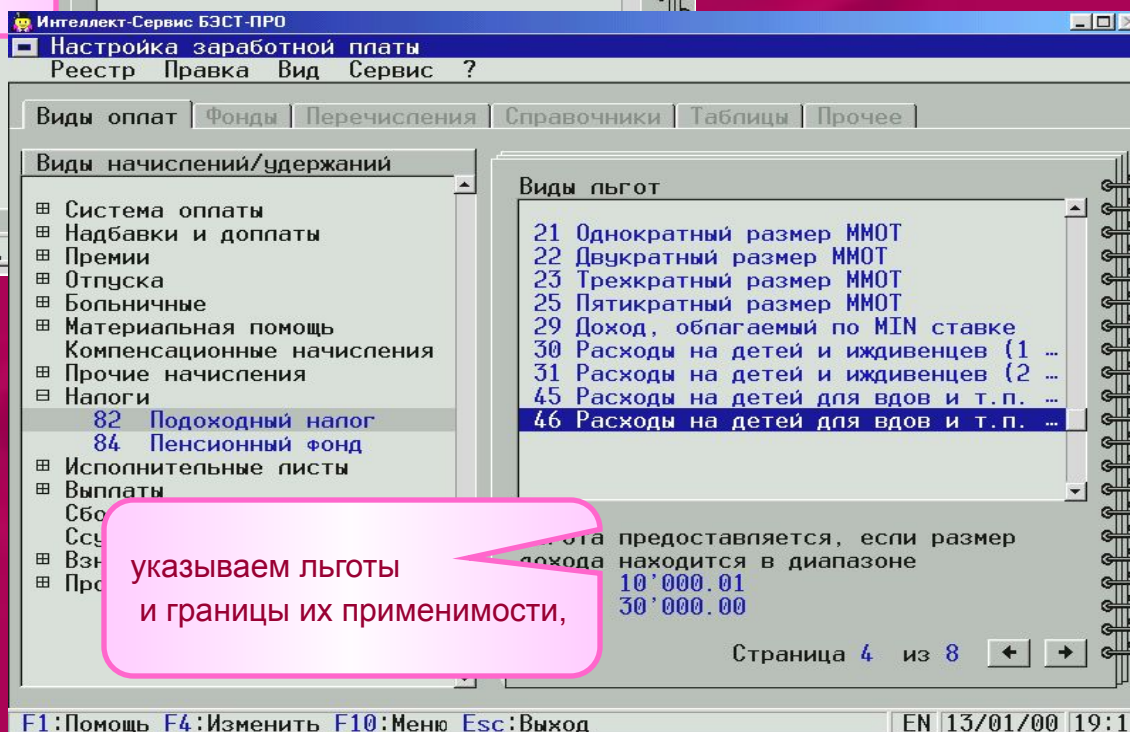 Интеллект-Сервис БЭСТ-ПРО
Настройка заработной платы
Реестр Правка Вид Сервис ?
Виды оплат Фонды Перечисления Справочники Таблицы Прочее
Виды начислений/удержаний
Система оплаты
Надбавки и доплаты
Премии
Отпуска
Больничные
Материальная помощь
Компенсационные начисления
Прочие начисления
Налоги
82 Подоходный налог
84 Пенсионный фонд
Исполнительные листы
Выплаты
Виды льгот
21 Однократный размер ММОТ
22 Двукратный размер ММОТ
23 Трехкратный размер ММОТ
25 Пятикратный размер ММОТ
29 Доход, облагаемый по MIN ставке
30 Расходы на детей и иждивенцев (1 …
31 Расходы на детей и иждивенцев (2 …
45 Расходы на детей для вдов и т.п. …
46 Расходы на детей для вдов и т.п. …
предоставляется, если размер
дохода находится в диапазоне
10'000.01
30'000.00
Страница 4 из 8
указываем льготы
и границы их применимости,
F1:Помощь F4:Изменить F10:Меню Esc:Выход EN 13/01/00